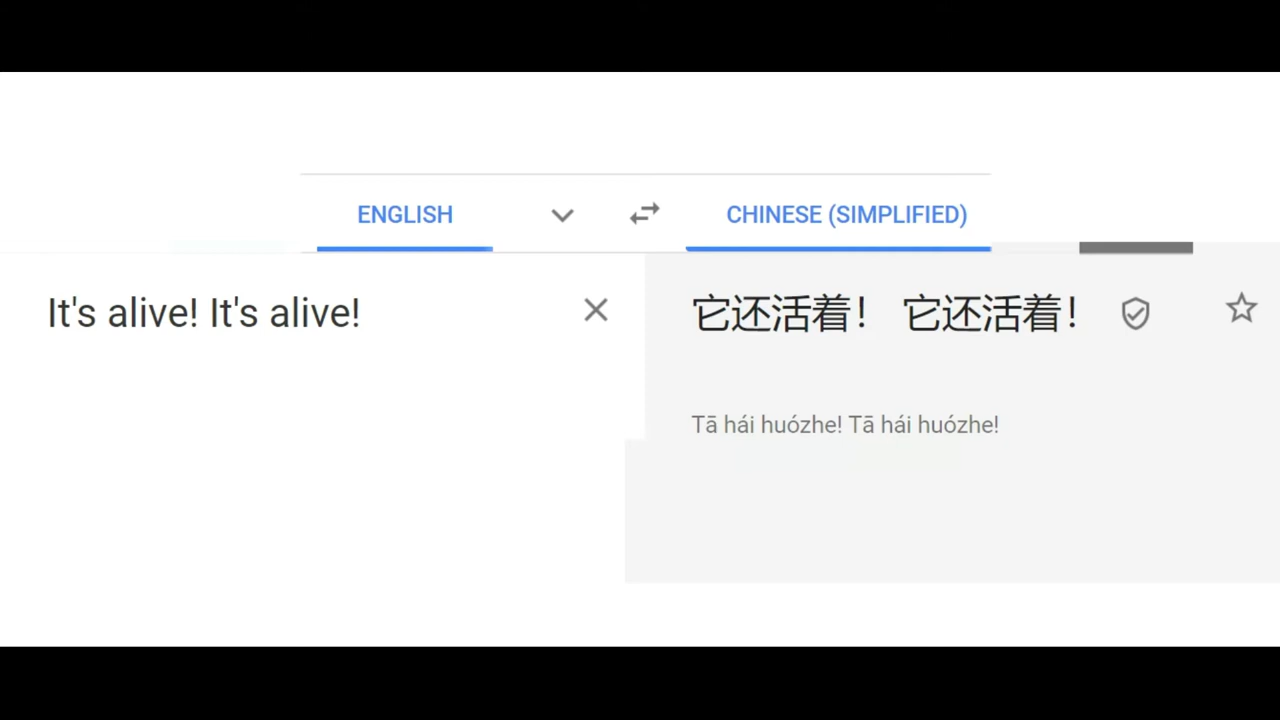 ENGLISH
CHINESE (SIMPLIFIED)
It's alive! It's alive!
它还活着！ 它还活着！
Tā hái huózhe! Tā hái huózhe!